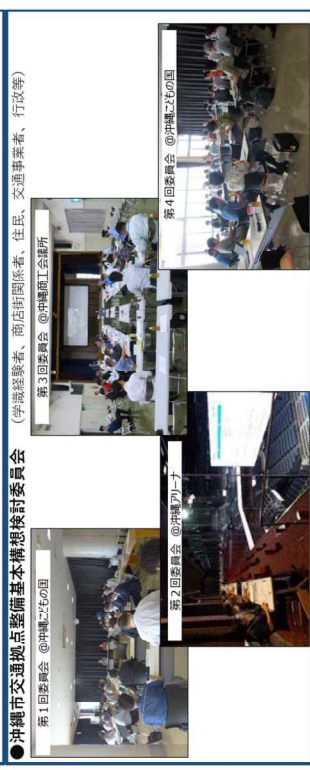 ●沖縄市交通拠点整備基本構想検討委員会
(学識経験者、商店街関係者、住民、交通事業者、行政等)
第1回委員会 @沖縄こどもの国
第2回委員会 @沖縄アリーナ
第3回委員会 @沖縄商工会議所
第4回委員会 @沖縄こどもの国